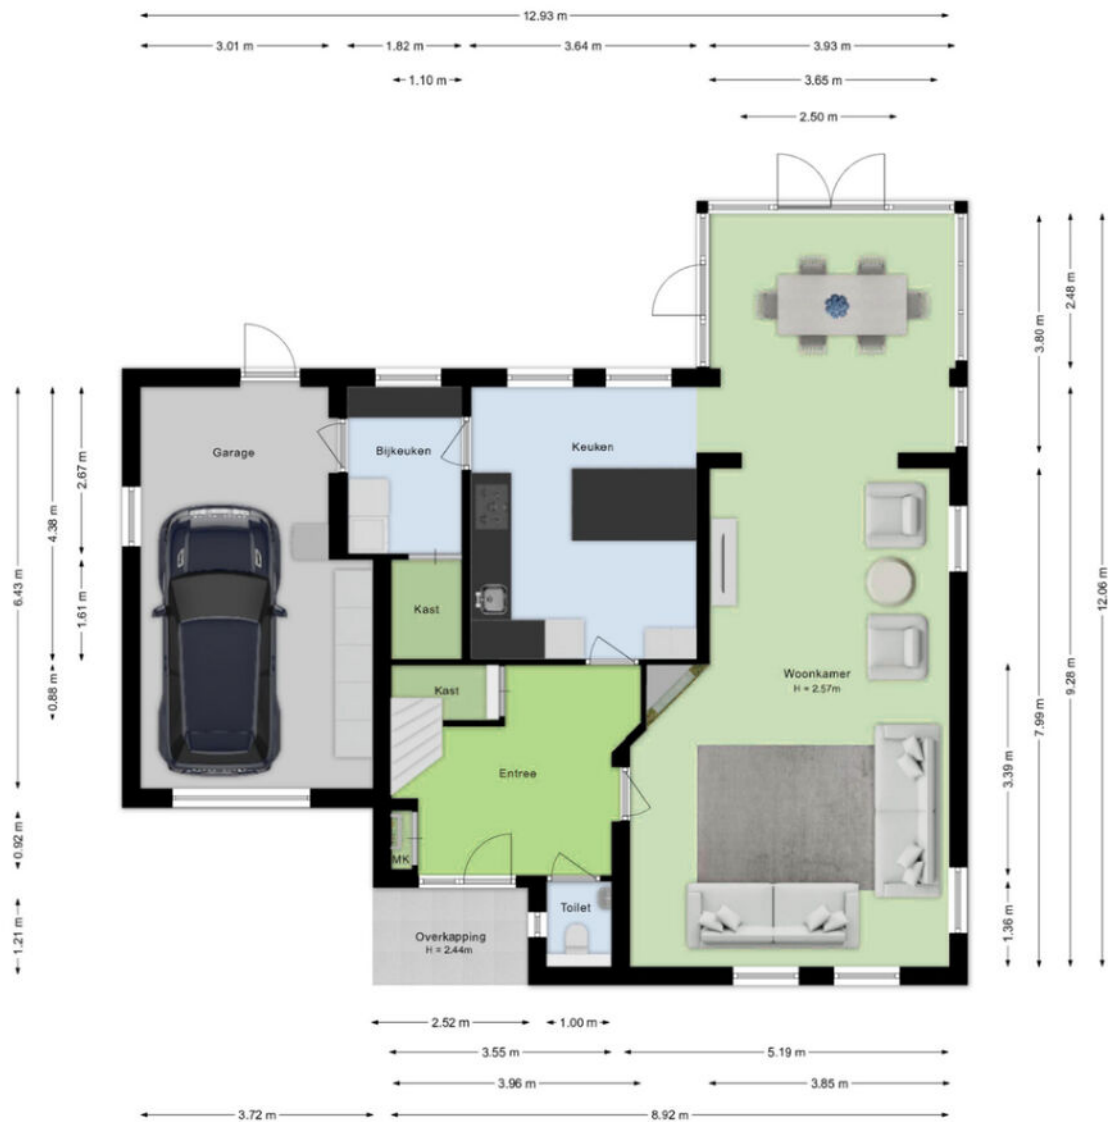 12.93 m
3.01 m
1.82 m
3.64 m
3.93 m
1.10 m
3.65 m
2.50 m
2.48 m
3.80 m
12.06 m
9.28 m
7.99 m
3.39 m
1.36 m
6.43 m
4.38 m
2.67 m
1.61 m
0.88 m
0.92 m
1.21 m
Garage
Bijkeuken
Keuken
Kast
Kast
Woonkamer
H = 2.57m
Entree
MK
Toilet
Overkapping
H = 2.44m
2.52 m
1.00 m
3.55 m
5.19 m
3.96 m
3.85 m
3.72 m
8.92 m